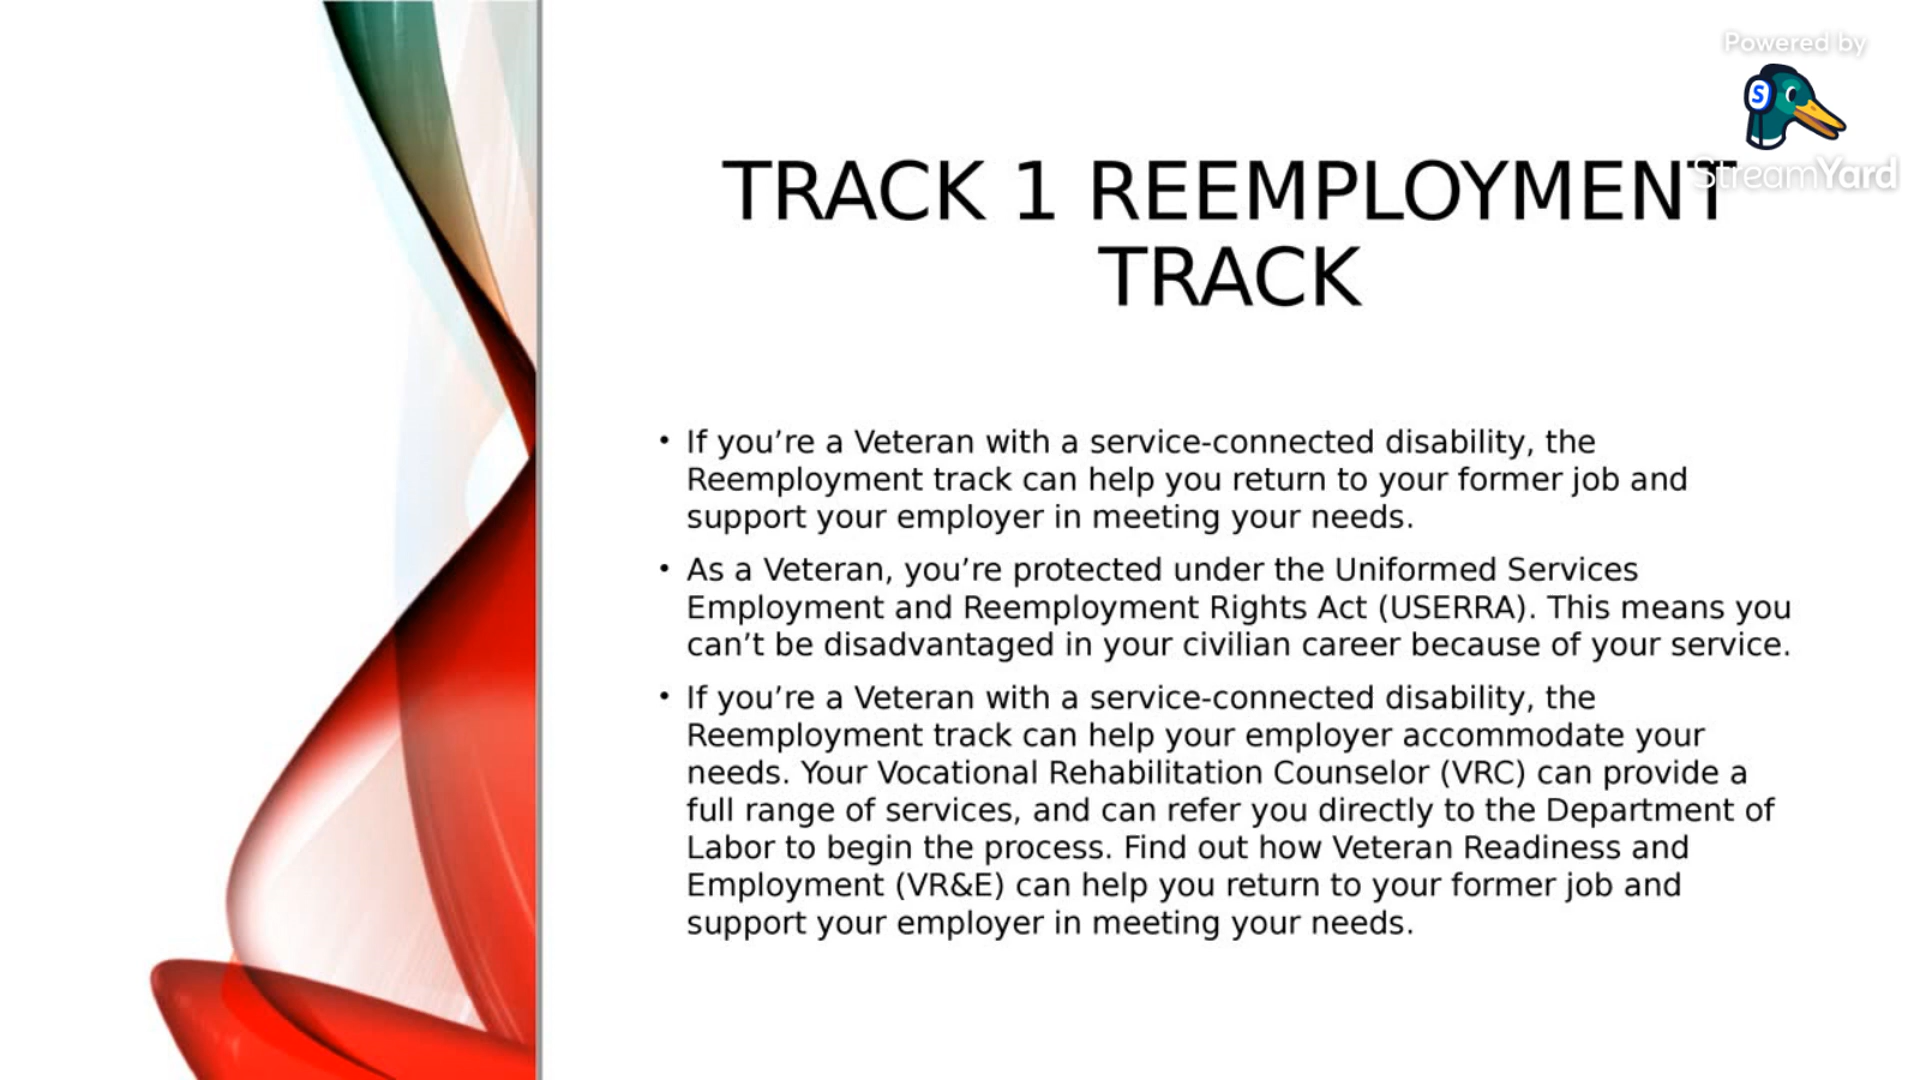 Powered by
S
StreamYard
TRACK 1 REEMPLOYMENT
TRACK
• If you’re a Veteran with a service-connected disability, the
Reemployment track can help you return to your former job and
support your employer in meeting your needs.
• As a Veteran, you’re protected under the Uniformed Services
Employment and Reemployment Rights Act (USERRA). This means you
can’t be disadvantaged in your civilian career because of your service.
• If you’re a Veteran with a service-connected disability, the
Reemployment track can help your employer accommodate your
needs. Your Vocational Rehabilitation Counselor (VRC) can provide a
full range of services, and can refer you directly to the Department of
Labor to begin the process. Find out how Veteran Readiness and
Employment (VR&E) can help you return to your former job and
support your employer in meeting your needs.